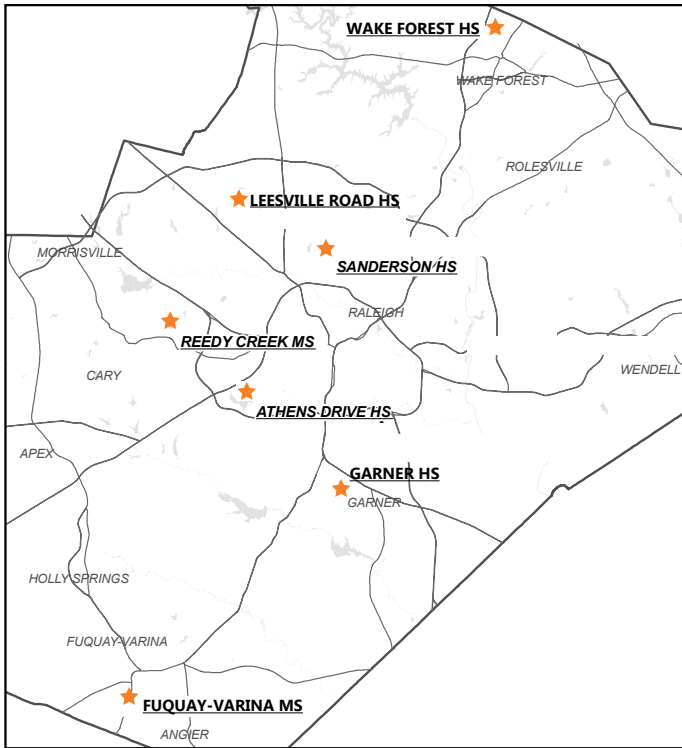 WAKE FOREST HS
WAKE FOREST
ROLESVILLE
LEESVILLE ROAD HS
MORRISVILLE
SANDERSON HS
RALEIGH
REEDY CREEK MS
CARY
WENDELL
ATHENS DRIVE HS
APEX
GARNER HS
GARNER
HOLLY SPRINGS
FUQUAY-VARINA
FUQUAY-VARINA MS
ANGIER